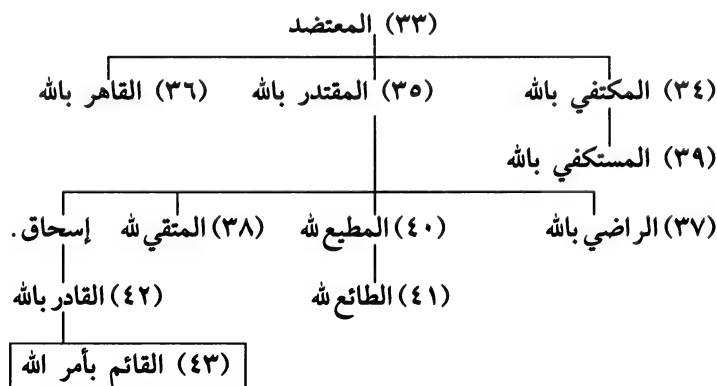 (٣٣) المعتضد
(٣٤) المكتفي بالله (٣٥) المقتدر بالله (٣٦) القاهر بالله
(٣٩) المستكفي بالله
(٣٧) الراضي بالله (٤٠) المطيع لله (٣٨) المتقي لله إسحاق.
(٤١) الطائع لله (٤٢) القادر بالله
(٤٣) القائم بأمر الله